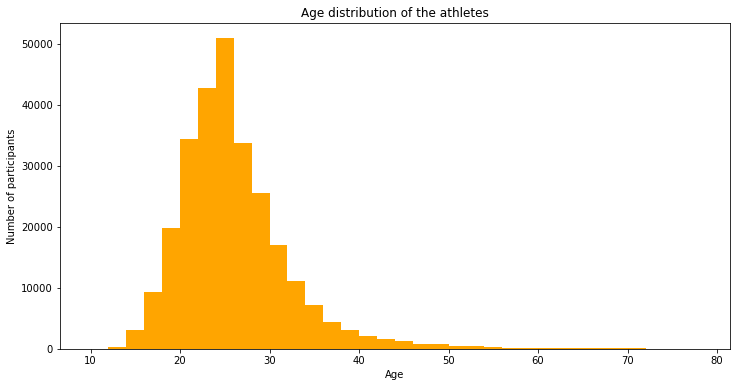 Age distribution of the athletes
50000
40000
30000
20000
10000
0
Number of participants
10 20 30 40 50 60 70 80
Age